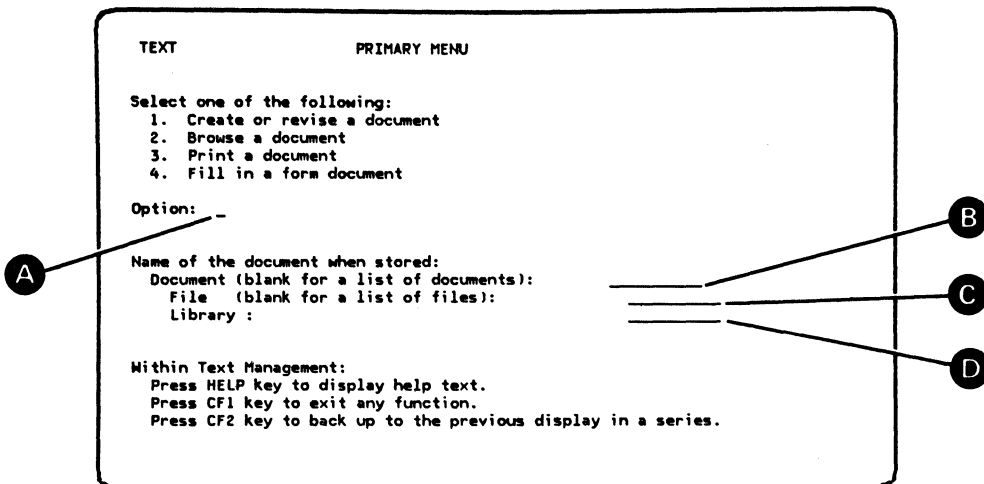 TEXT PRIMARY MENU
Select one of the following:
1. Create or revise a document
2. Browse a document
3. Print a document
4. Fill in a form document
Option: _
A
B
Name of the document when stored:
Document (blank for a list of documents):
File (blank for a list of files):
C
Library :
D
Within Text Management:
Press HELP key to display help text.
Press CF1 key to exit any function.
Press CF2 key to back up to the previous display in a series.